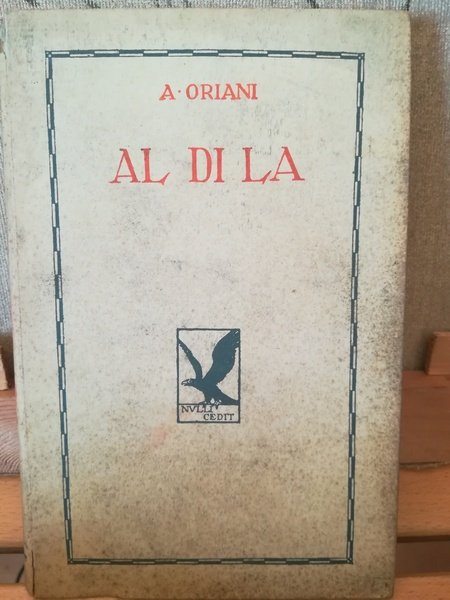 A · ORIANI
AL DI LA
NVLLI
CEDIT